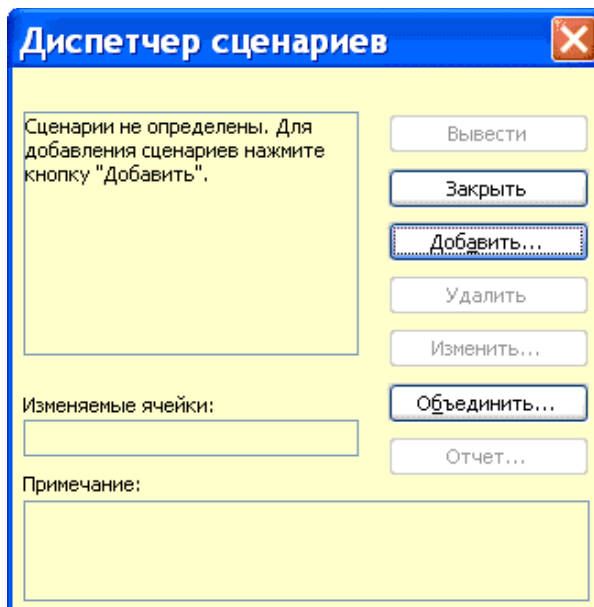 Диспетчер сценариев
Сценарии не определены. Для
добавления сценариев нажмите
кнопку "Добавить".
Вывести
Закрыть
Добавить...
Удалить
Изменить...
Объединить...
Отчет...
Изменяемые ячейки:
Примечание: